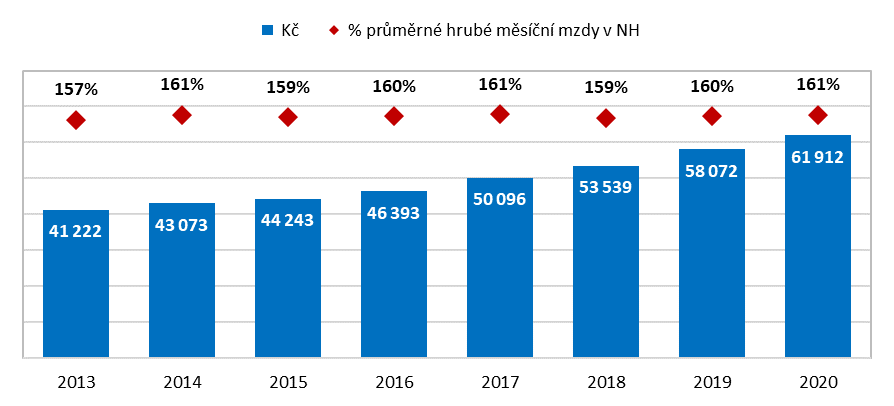 Kč % průměrné hrubé měsíční mzdy v NH
157% 161% 159% 160% 161% 159% 160% 161%
41 222 43 073 44 243 46 393 50 096 53 539 58 072 61 912
2013 2014 2015 2016 2017 2018 2019 2020